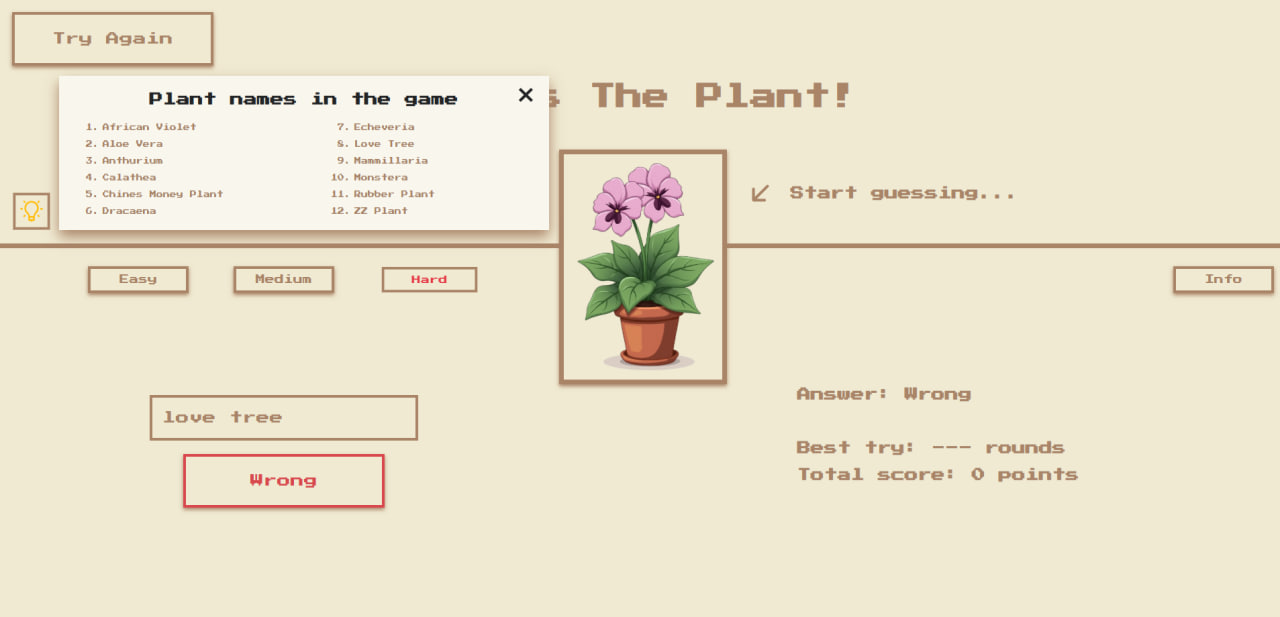 Try Again
s The Plant!
Plant names in the game
1. African Violet
2. Aloe Vera
3. Anthurium
4. Calathea
5. Chines Money Plant
6. Dracaena
7. Echeveria
8. Love Tree
9. Mammillaria
10. Monstera
11. Rubber Plant
12. ZZ Plant
Start guessing...
Easy
Medium
Hard
Info
love tree
Wrong
Answer: Wrong
Best try: --- rounds
Total score: 0 points